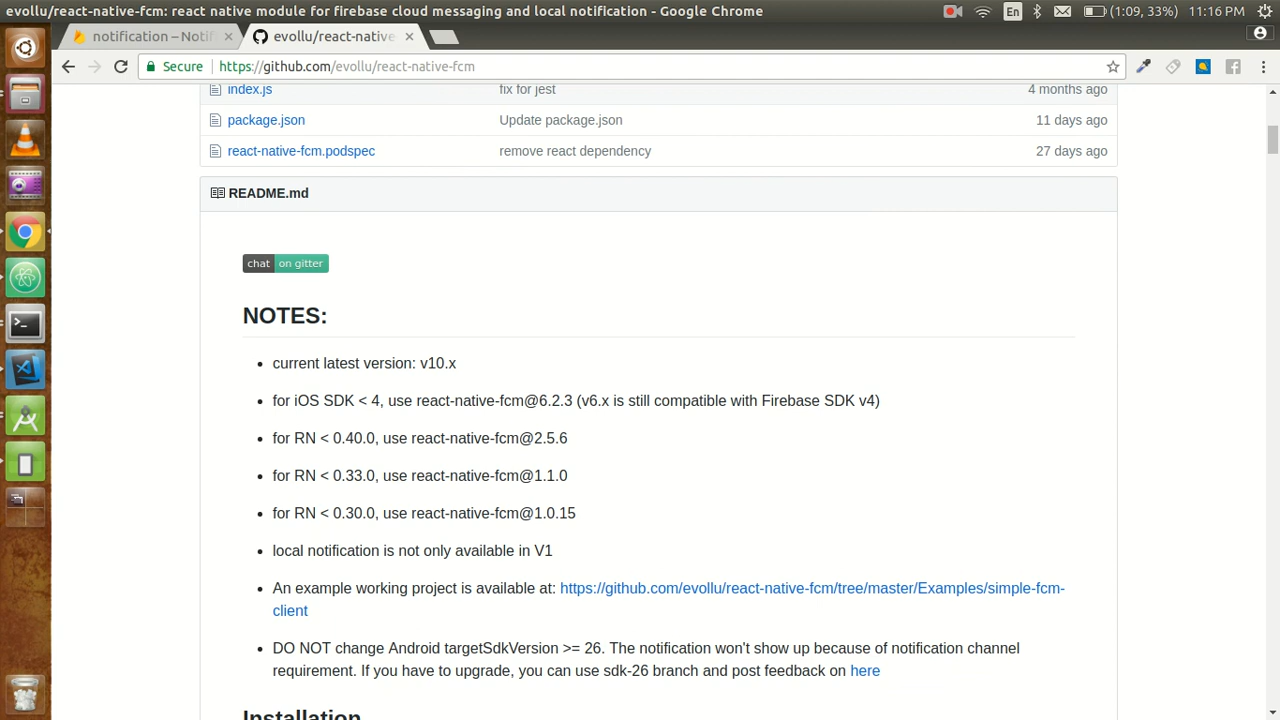 evollu/react-native-fcm: react native module for firebase cloud messaging and local notification - Google Chrome
En
(1:09, 33%) 11:16 PM
notification – Notif
evollu/react-native
Secure
https://github.com/evollu/react-native-fcm
index.js fix for jest 4 months ago
package.json Update package.json 11 days ago
react-native-fcm.podspec remove react dependency 27 days ago
README.md
chat on gitter
NOTES:
• current latest version: v10.x
• for iOS SDK < 4, use react-native-fcm@6.2.3 (v6.x is still compatible with Firebase SDK v4)
• for RN < 0.40.0, use react-native-fcm@2.5.6
• for RN < 0.33.0, use react-native-fcm@1.1.0
• for RN < 0.30.0, use react-native-fcm@1.0.15
• local notification is not only available in V1
• An example working project is available at: https://github.com/evollu/react-native-fcm/tree/master/Examples/simple-fcm-
client
• DO NOT change Android targetSdkVersion >= 26. The notification won't show up because of notification channel
requirement. If you have to upgrade, you can use sdk-26 branch and post feedback on here
Installation